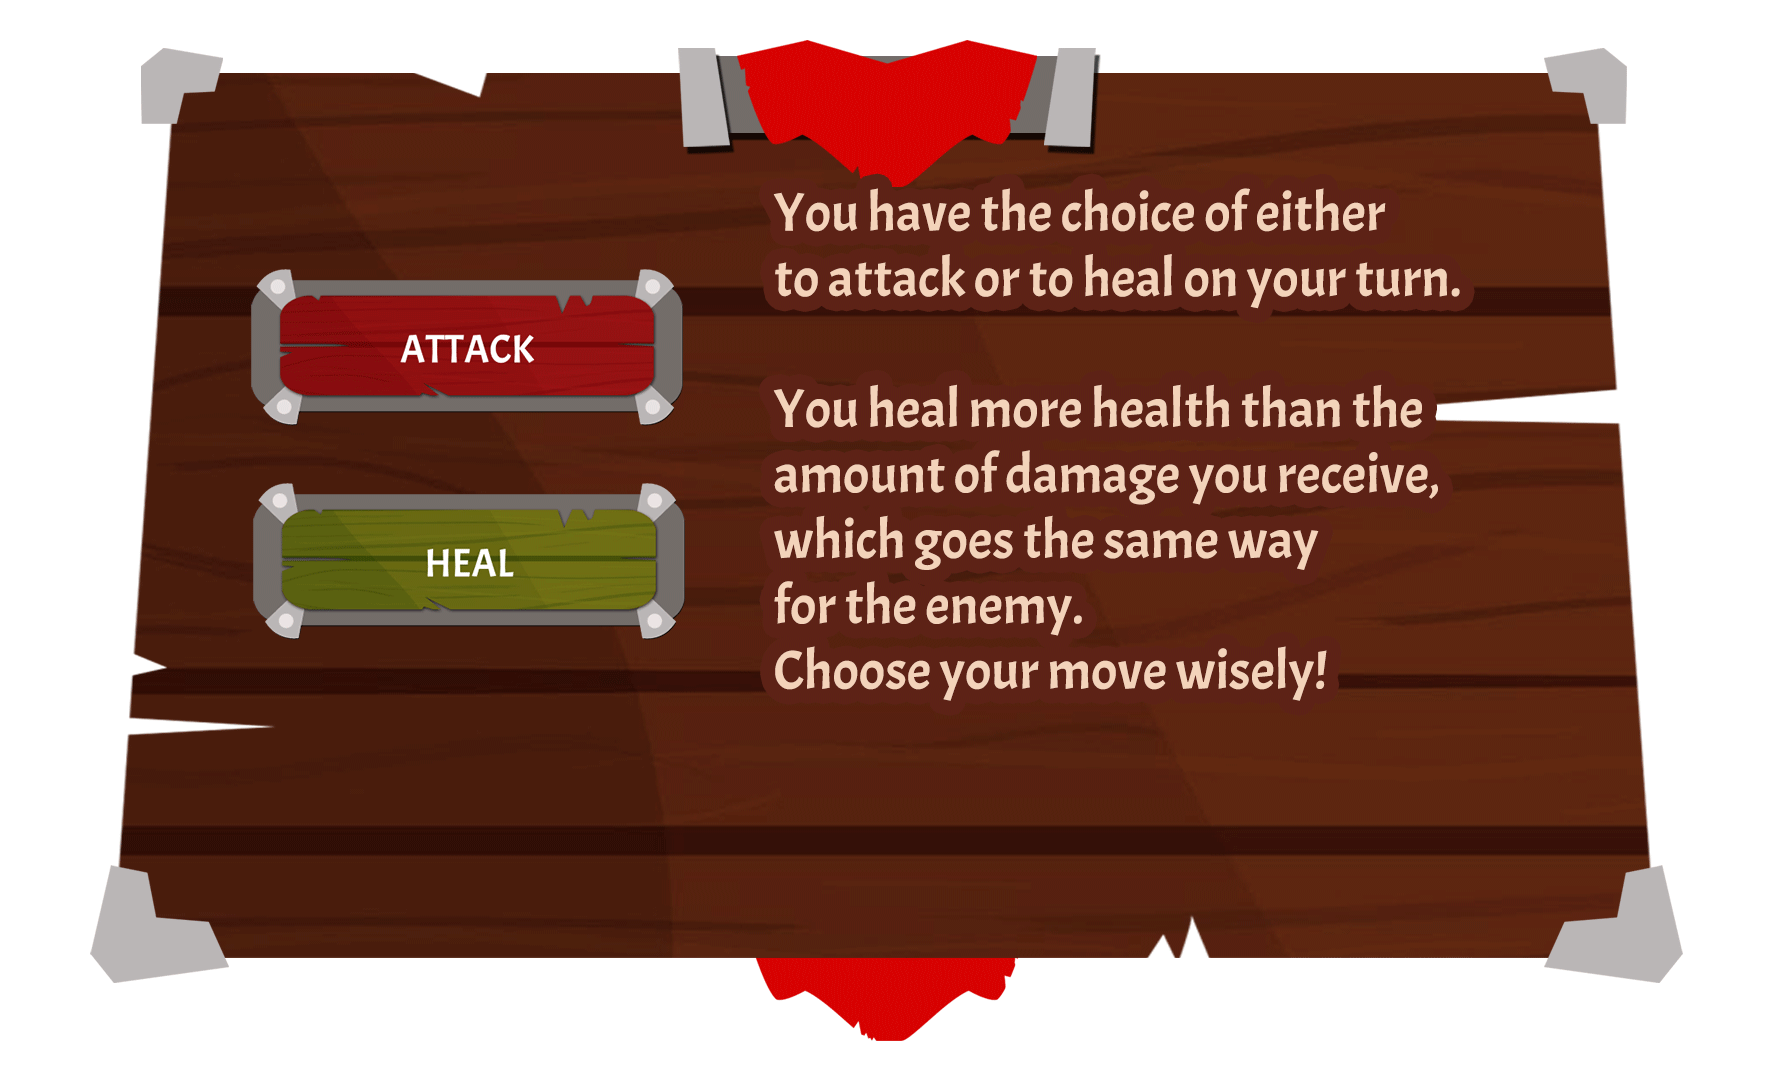 ATTACK
HEAL
You have the choice of either
to attack or to heal on your turn.
You heal more health than the
amount of damage you receive,
which goes the same way
for the enemy.
Choose your move wisely!